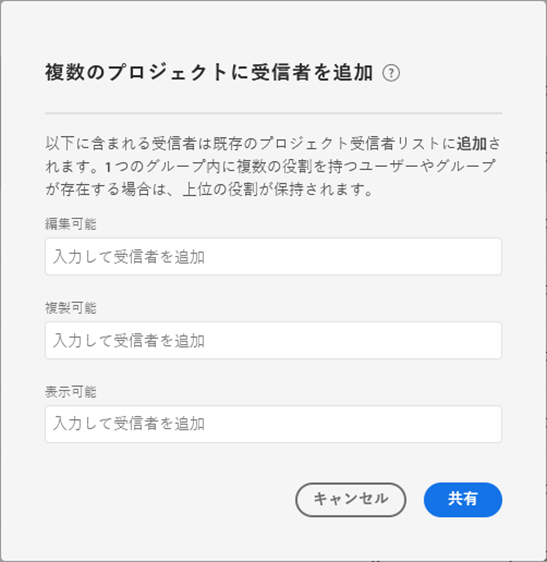 複数のプロジェクトに受信者を追加 ?
以下に含まれる受信者は既存のプロジェクト受信者リストに追加さ
れます。1 つのグループ内に複数の役割を持つユーザーやグループ
が存在する場合は、上位の役割が保持されます。
編集可能
入力して受信者を追加
複製可能
入力して受信者を追加
表示可能
入力して受信者を追加
キャンセル 共有